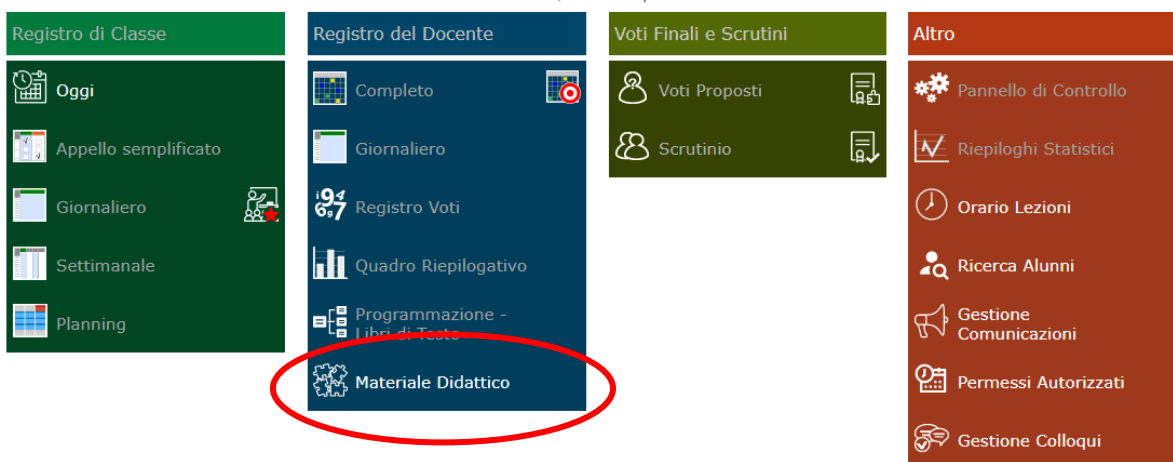 Registro di Classe
Oggi
Appello semplificato
Giornaliero
Settimanale
Planning
Registro del Docente
Completo
Giornaliero
Registro Voti
Quadro Riepilogativo
Programmazione -
Libri di Testo
Materiale Didattico
Voti Finali e Scrutini
Voti Proposti
Scrutinio
Altro
Pannello di Controllo
Riepiloghi Statistici
Orario Lezioni
Ricerca Alunni
Gestione
Comunicazioni
Permessi Autorizzati
Gestione Colloqui